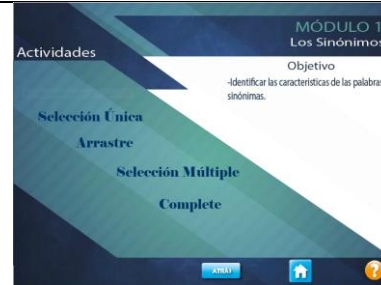 MÓDULO 1
Los Sinónimos
Actividades
Objetivo
-Identificar las características de las palabras
sinónimas.
Selección Única
Arrastre
Selección Múltiple
Complete
ATRÁS
?